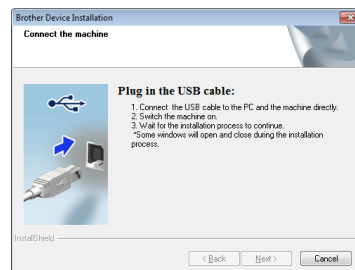 Brother Device Installation
Connect the machine
Plug in the USB cable:
1. Connect the USB cable to the PC and the machine directly.
2. Switch the machine on.
3. Wait for the installation process to continue.
*Some windows will open and close during the installation
process.
InstallShield
< Back Next > Cancel